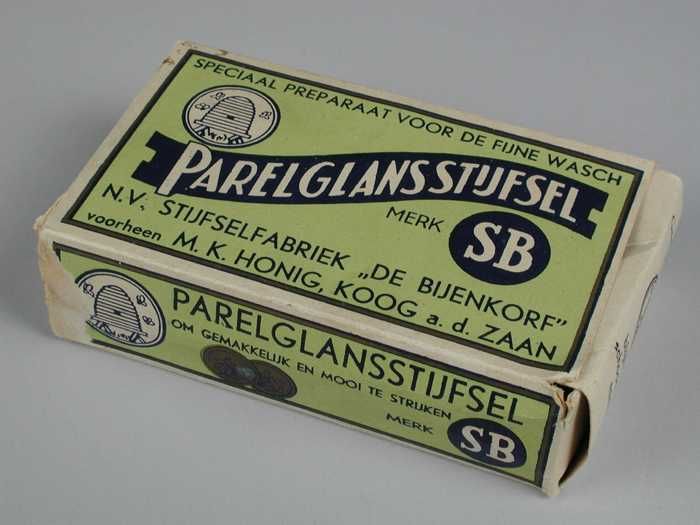 SPECIAAL PREPARAAT VOOR DE FIJNE WASCH
PARELGLANSSTIJFSEL
MERK SB
N.V. STIJFSELFABRIEK „DE BIJENKORF”
voorheen M. K. HONIG, KOOG a. d. ZAAN
PARELGLANSSTIJFSEL
OM GEMAKKELIJK EN MOOI TE STRIJKEN
MERK SB